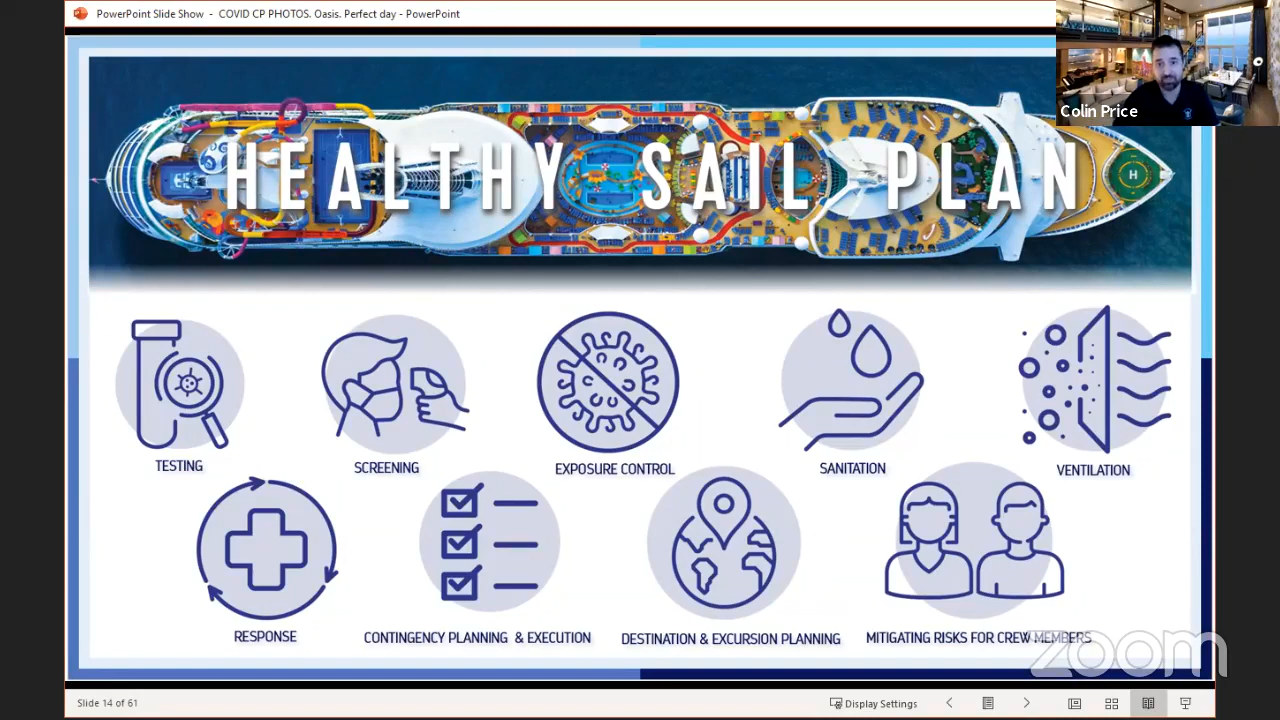 PowerPoint Slide Show - COVID CP PHOTOS. Oasis. Perfect day - PowerPoint
Colin Price
HEALTHY SAIL PLAN
H
TESTING
SCREENING
EXPOSURE CONTROL
SANITATION
VENTILATION
RESPONSE
CONTINGENCY PLANNING & EXECUTION
DESTINATION & EXCURSION PLANNING
MITIGATING RISKS FOR CREW MEMBERS
zoom
Slide 14 of 61
Display Settings